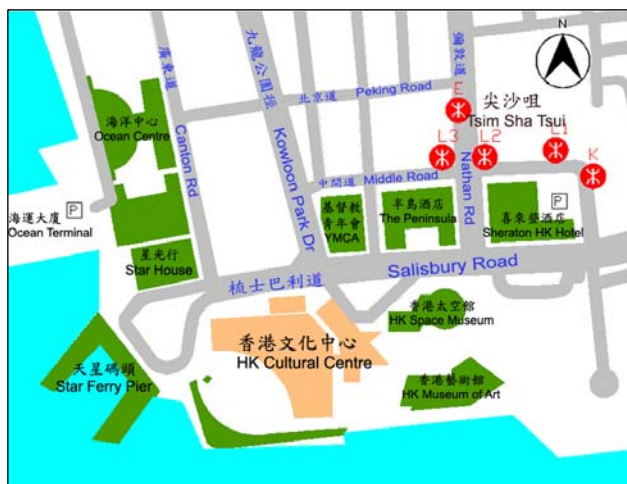 N
九龍公園徑
Kowloon Park Dr
廣東道
Canton Rd
彌敦道
Nathan Rd
北京道 Peking Road
E
尖沙咀
Tsim Sha Tsui
海洋中心
Ocean Centre
L3
L2
L1
K
中間道 Middle Road
P
海運大廈
Ocean Terminal
基督教
青年會
YMCA
半島酒店
The Peninsula
P
喜來登酒店
Sheraton HK Hotel
星光行
Star House
梳士巴利道 Salisbury Road
香港太空館
HK Space Museum
香港文化中心
HK Cultural Centre
天星碼頭
Star Ferry Pier
香港藝術館
HK Museum of Art